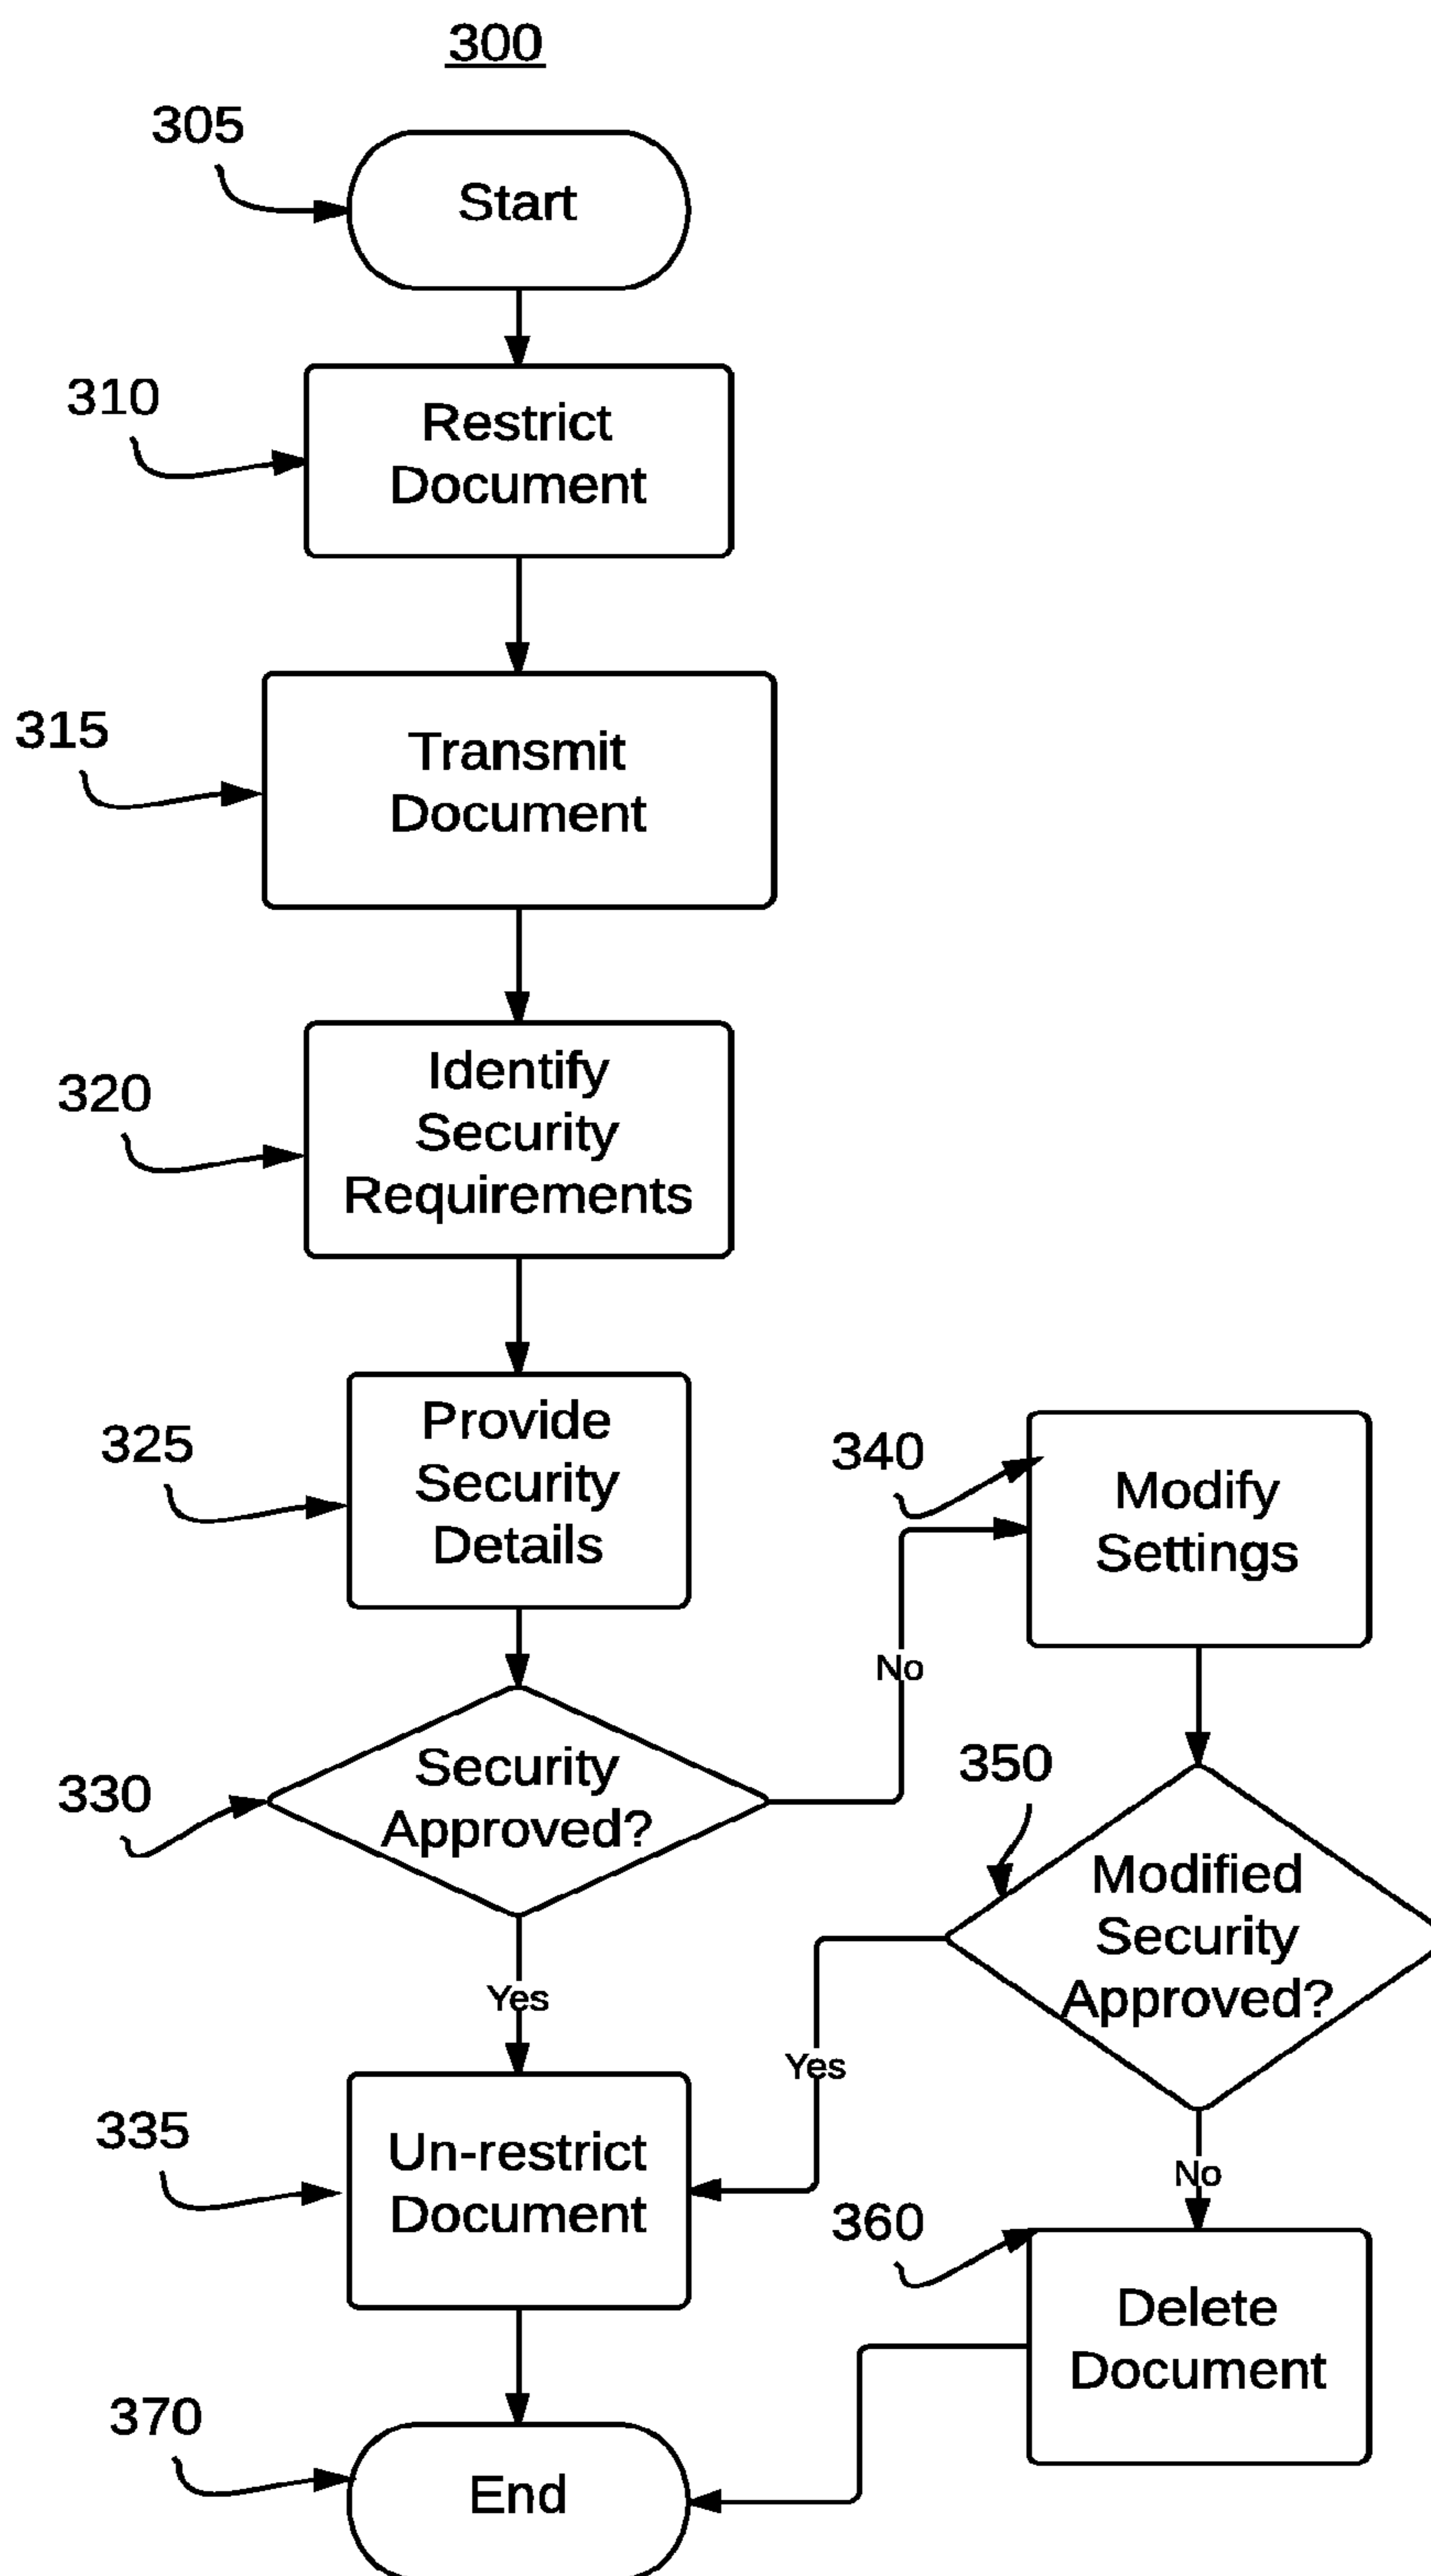 300
305
Start
310
Restrict
Document
315
Transmit
Document
320
Identify
Security
Requirements
325
Provide
Security
Details
340
Modify
Settings
No
330
Security
Approved?
350
Modified
Security
Approved?
Yes
Yes
No
335
Un-restrict
Document
360
Delete
Document
370
End